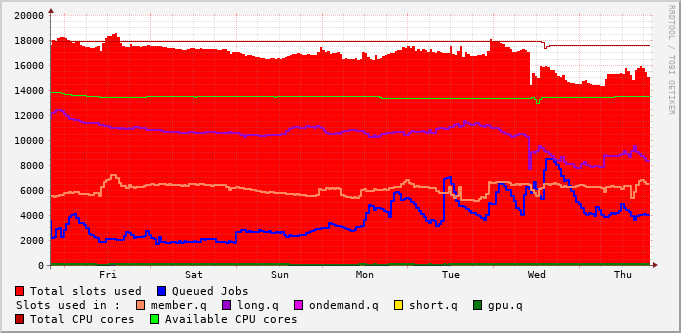 20000
18000
16000
14000
12000
10000
8000
6000
4000
2000
0
Fri Sat Sun Mon Tue Wed Thu
RRDTOOL / TOBI OETIKER
Total slots used Queued Jobs
Slots used in : member.q long.q ondemand.q short.q gpu.q
Total CPU cores Available CPU cores